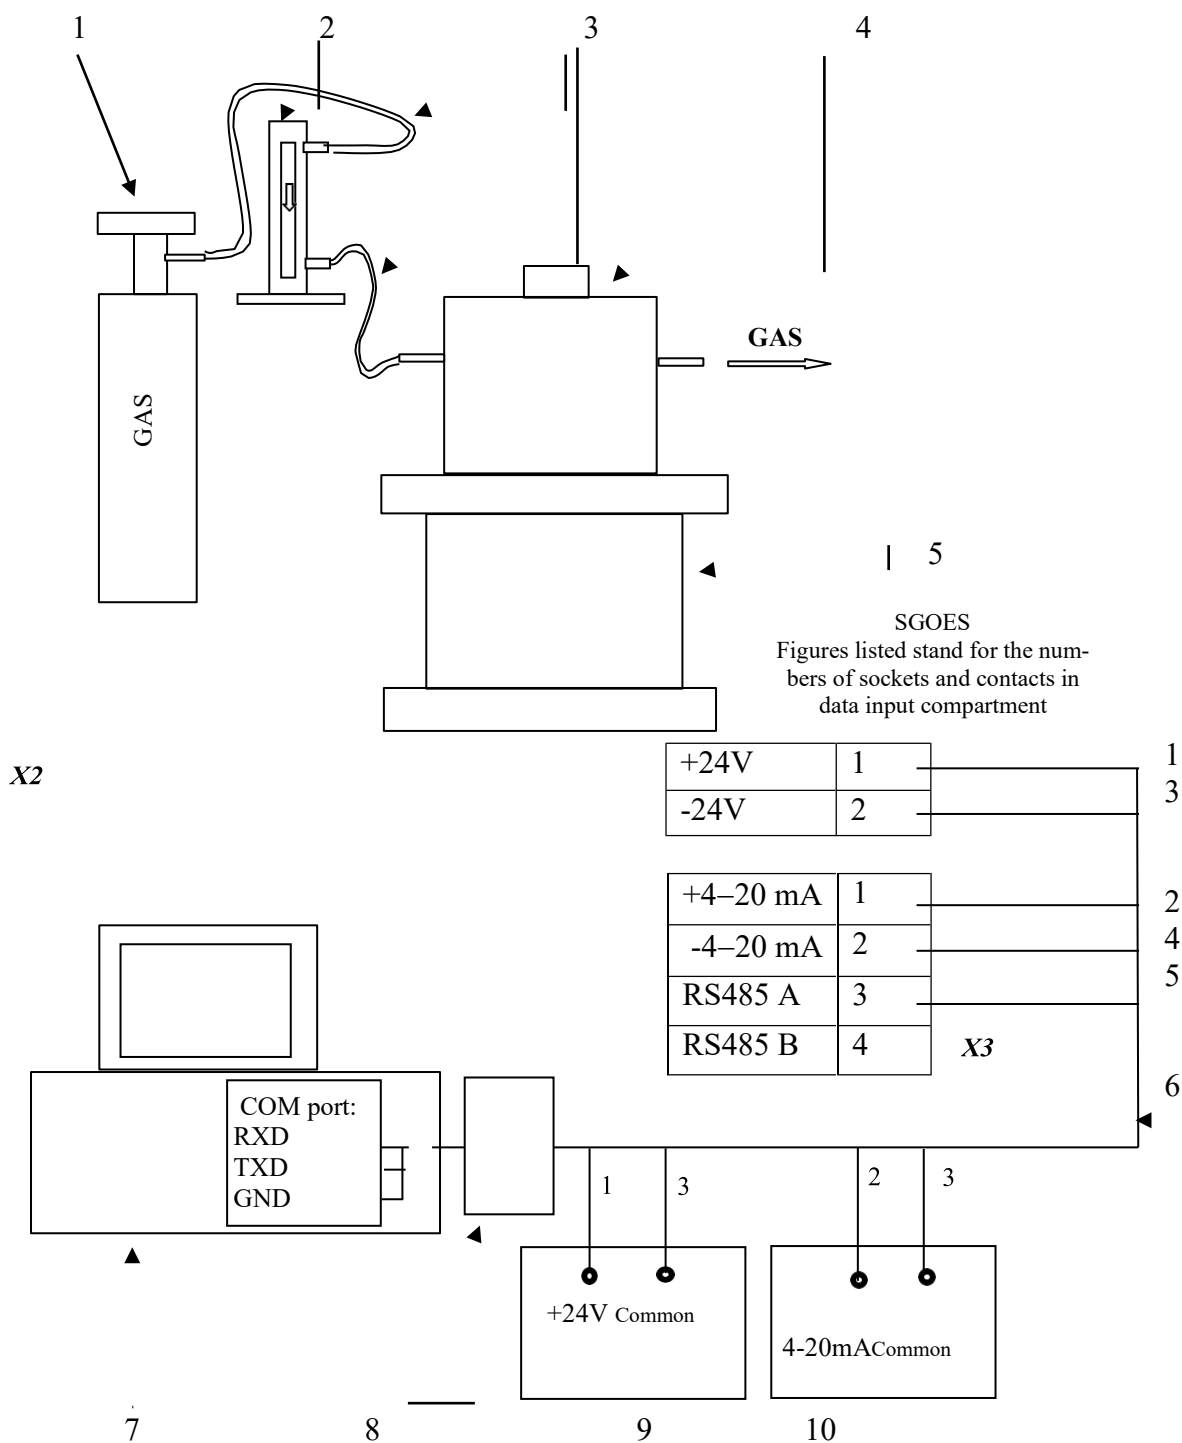 1 2 3 4
GAS
GAS
5
SGOES
Figures listed stand for the num-
bers of sockets and contacts in
data input compartment
X2
+24V 1 1
-24V 2 3
+4–20 mA 1 2
-4–20 mA 2 4
RS485 A 3 5
RS485 B 4 X3
6
COM port:
RXD
TXD
GND
1 3 2 3
+24V Common
4-20mACommon
7 8 9 10